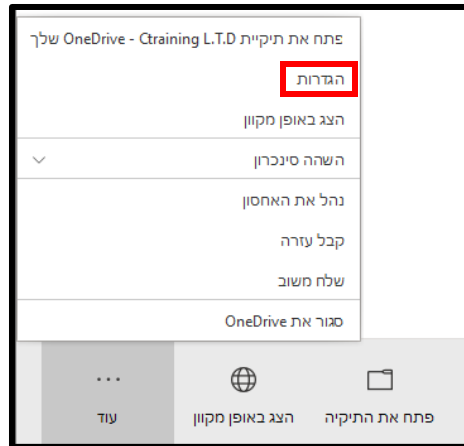 פתח את תיקיית OneDrive - Ctraining L.T.D שלך
הגדרות
הצג באופן מקוון
השהה סינכרון
נהל את האחסון
קבל עזרה
שלח משוב
סגור את OneDrive
פתח את התיקיה
הצג באופן מקוון
עוד